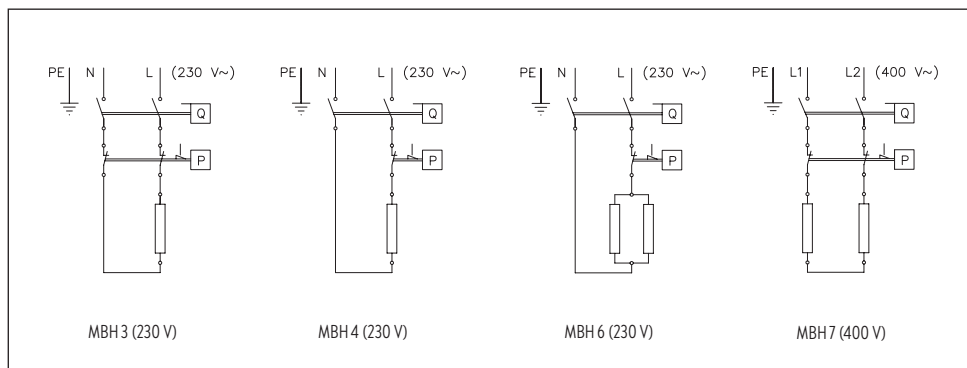 PE N L (230 V~) PE N L (230 V~) PE N L (230 V~) PE L1 L2 (400 V~)
Q Q Q Q
P P P P
MBH 3 (230 V) MBH 4 (230 V) MBH 6 (230 V) MBH 7 (400 V)